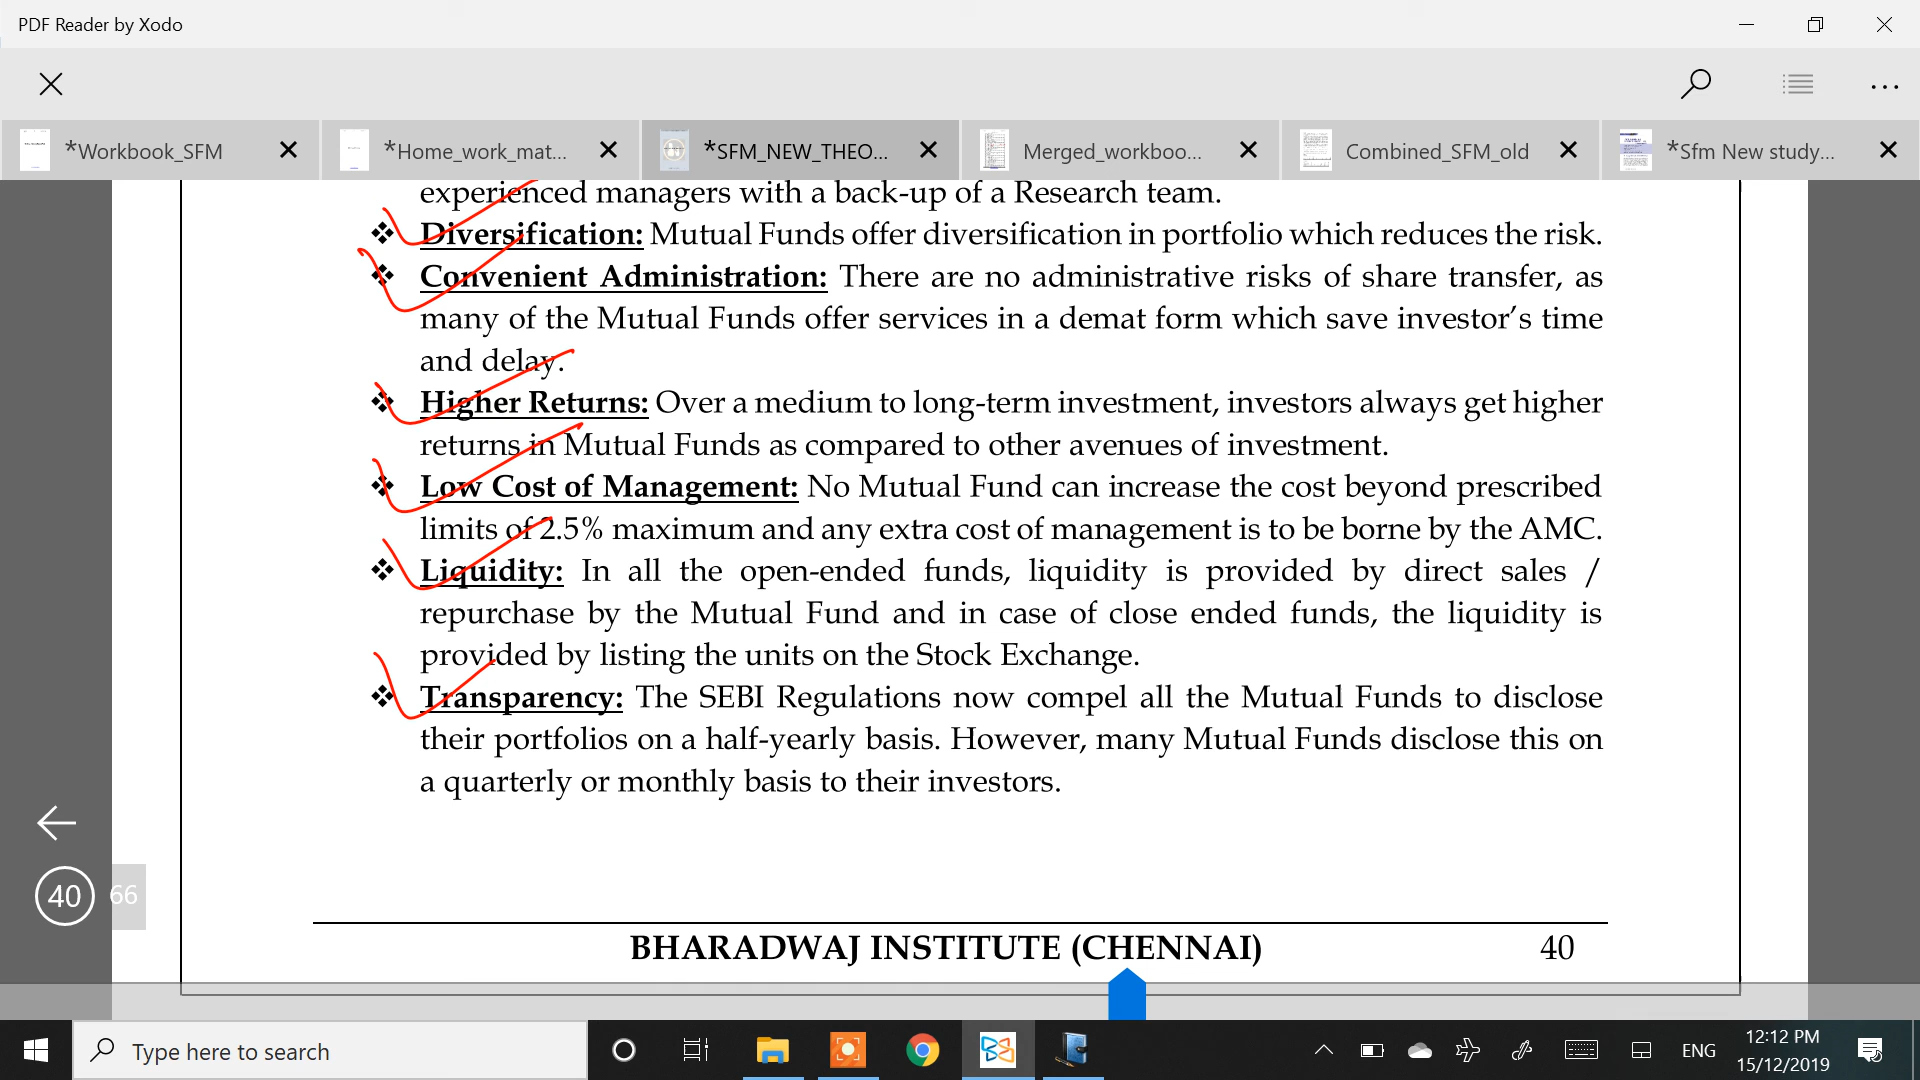 PDF Reader by Xodo
*Workbook_SFM
*Home_work_mat...
*SFM_NEW_THEO...
Merged_workboo...
Combined_SFM_old
*Sfm New study...
experienced managers with a back-up of a Research team.
❖ Diversification: Mutual Funds offer diversification in portfolio which reduces the risk.
❖ Convenient Administration: There are no administrative risks of share transfer, as
many of the Mutual Funds offer services in a demat form which save investor’s time
and delay.
❖ Higher Returns: Over a medium to long-term investment, investors always get higher
returns in Mutual Funds as compared to other avenues of investment.
❖ Low Cost of Management: No Mutual Fund can increase the cost beyond prescribed
limits of 2.5% maximum and any extra cost of management is to be borne by the AMC.
❖ Liquidity: In all the open-ended funds, liquidity is provided by direct sales /
repurchase by the Mutual Fund and in case of close ended funds, the liquidity is
provided by listing the units on the Stock Exchange.
❖ Transparency: The SEBI Regulations now compel all the Mutual Funds to disclose
their portfolios on a half-yearly basis. However, many Mutual Funds disclose this on
a quarterly or monthly basis to their investors.
40 66
BHARADWAJ INSTITUTE (CHENNAI) 40
Type here to search
ENG
12:12 PM
15/12/2019